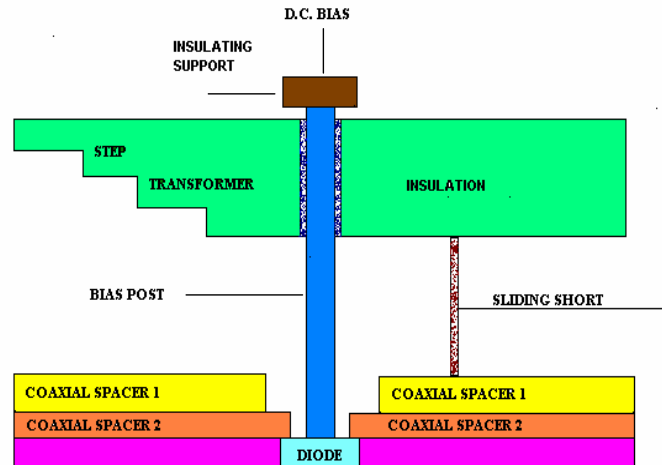 D.C. BIAS
INSULATING
SUPPORT
STEP
TRANSFORMER
INSULATION
BIAS POST
SLIDING SHORT
COAXIAL SPACER 1
COAXIAL SPACER 1
COAXIAL SPACER 2
COAXIAL SPACER 2
DIODE